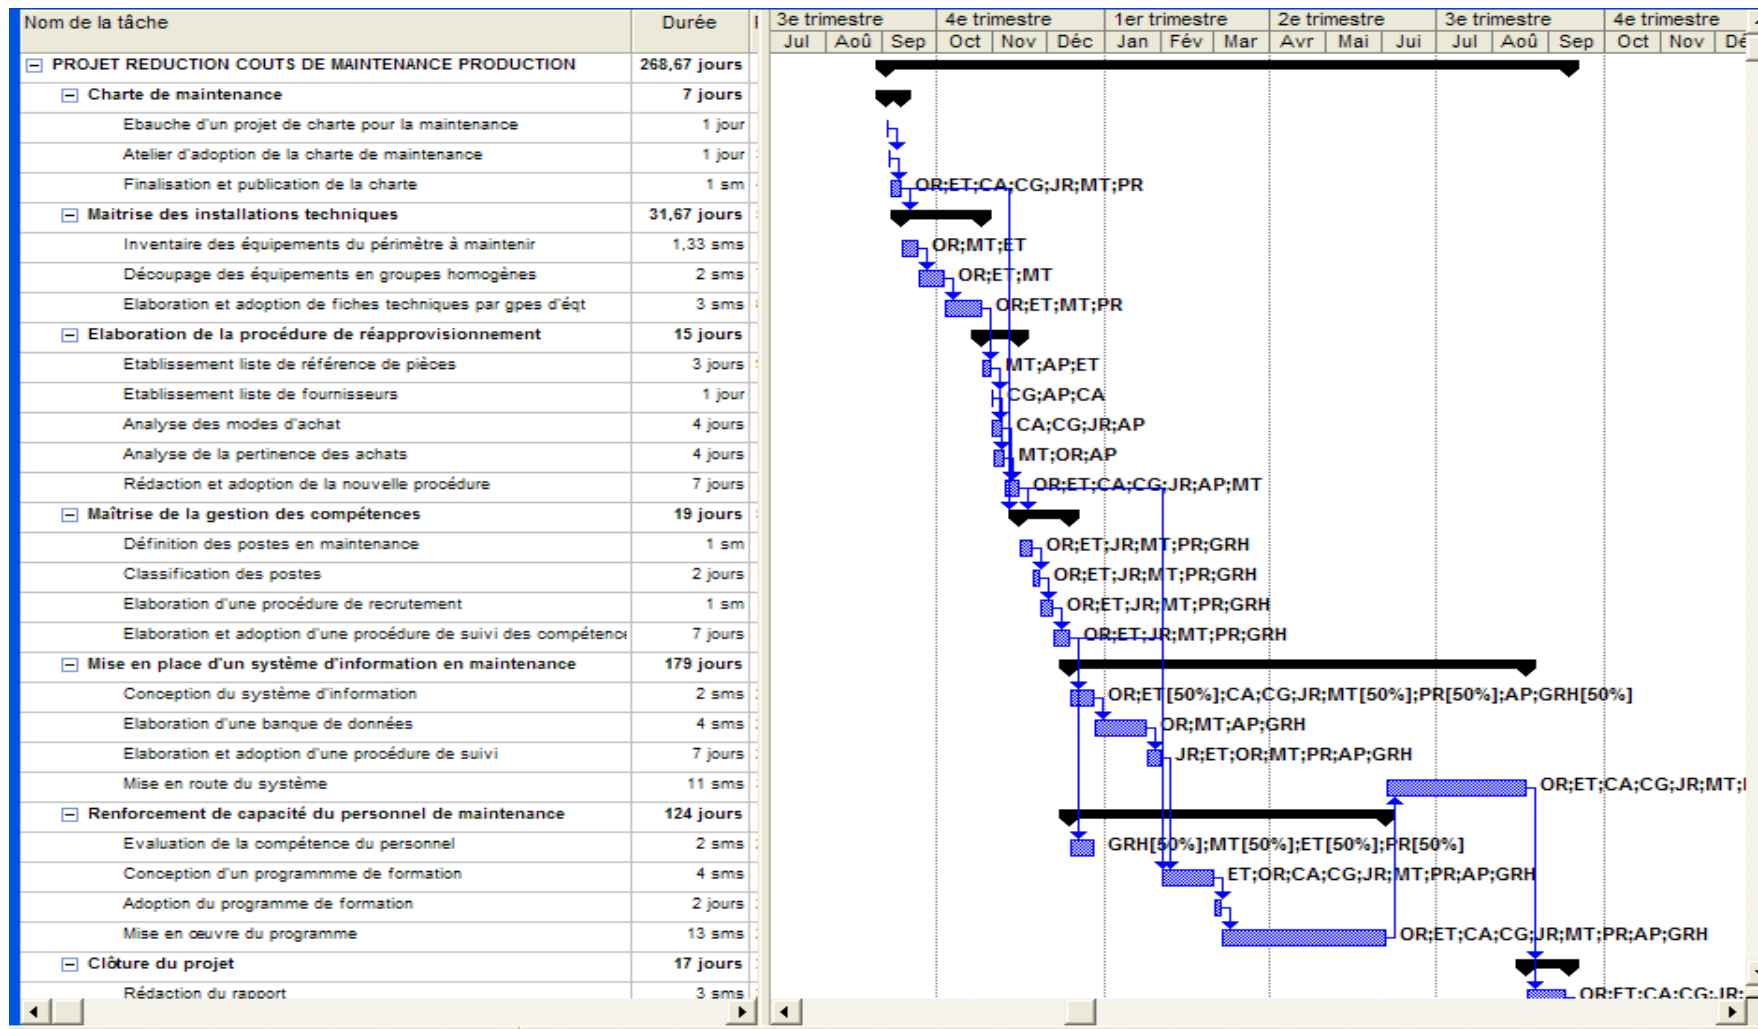 Nom de la tâche Durée 3e trimestre 4e trimestre 1er trimestre 2e trimestre 3e trimestre 4e trimestre
Jul Aoû Sep Oct Nov Déc Jan Fév Mar Avr Mai Jui Jul Aoû Sep Oct Nov Dé
PROJET REDUCTION COUTS DE MAINTENANCE PRODUCTION 268,67 jours
Charte de maintenance 7 jours
Ebauche d'un projet de charte pour la maintenance 1 jour
Atelier d'adoption de la charte de maintenance 1 jour
Finalisation et publication de la charte 1 sm OR;ET;CA;CG;JR;MT;PR
Maitrise des installations techniques 31,67 jours
Inventaire des équipements du périmètre à maintenir 1,33 sms OR;MT;ET
Découpage des équipements en groupes homogènes 2 sms OR;ET;MT
Elaboration et adoption de fiches techniques par gpes d'éqt 3 sms OR;ET;MT;PR
Elaboration de la procédure de réapprovisionnement 15 jours
Etablissement liste de référence de pièces 3 jours MT;AP;ET
Etablissement liste de fournisseurs 1 jour CG;AP;CA
Analyse des modes d'achat 4 jours CA;CG;JR;AP
Analyse de la pertinence des achats 4 jours MT;OR;AP
Rédaction et adoption de la nouvelle procédure 7 jours OR;ET;CA;CG;JR;AP;MT
Maîtrise de la gestion des compétences 19 jours
Définition des postes en maintenance 1 sm OR;ET;JR;MT;PR;GRH
Classification des postes 2 jours OR;ET;JR;MT;PR;GRH
Elaboration d'une procédure de recrutement 1 sm OR;ET;JR;MT;PR;GRH
Elaboration et adoption d'une procédure de suivi des compétence 7 jours OR;ET;JR;MT;PR;GRH
Mise en place d'un système d'information en maintenance 179 jours
Conception du système d'information 2 sms OR;ET[50%];CA;CG;JR;MT[50%];PR[50%];AP;GRH[50%]
Elaboration d'une banque de données 4 sms OR;MT;AP;GRH
Elaboration et adoption d'une procédure de suivi 7 jours JR;ET;OR;MT;PR;AP;GRH
Mise en route du système 11 sms OR;ET;CA;CG;JR;MT;
Renforcement de capacité du personnel de maintenance 124 jours
Evaluation de la compétence du personnel 2 sms GRH[50%];MT[50%];ET[50%];PR[50%]
Conception d'un programmme de formation 4 sms ET;OR;CA;CG;JR;MT;PR;AP;GRH
Adoption du programme de formation 2 jours
Mise en œuvre du programme 13 sms OR;ET;CA;CG;JR;MT;PR;AP;GRH
Clôture du projet 17 jours
Rédaction du rapport 3 sms OR;ET;CA;CG;JR;